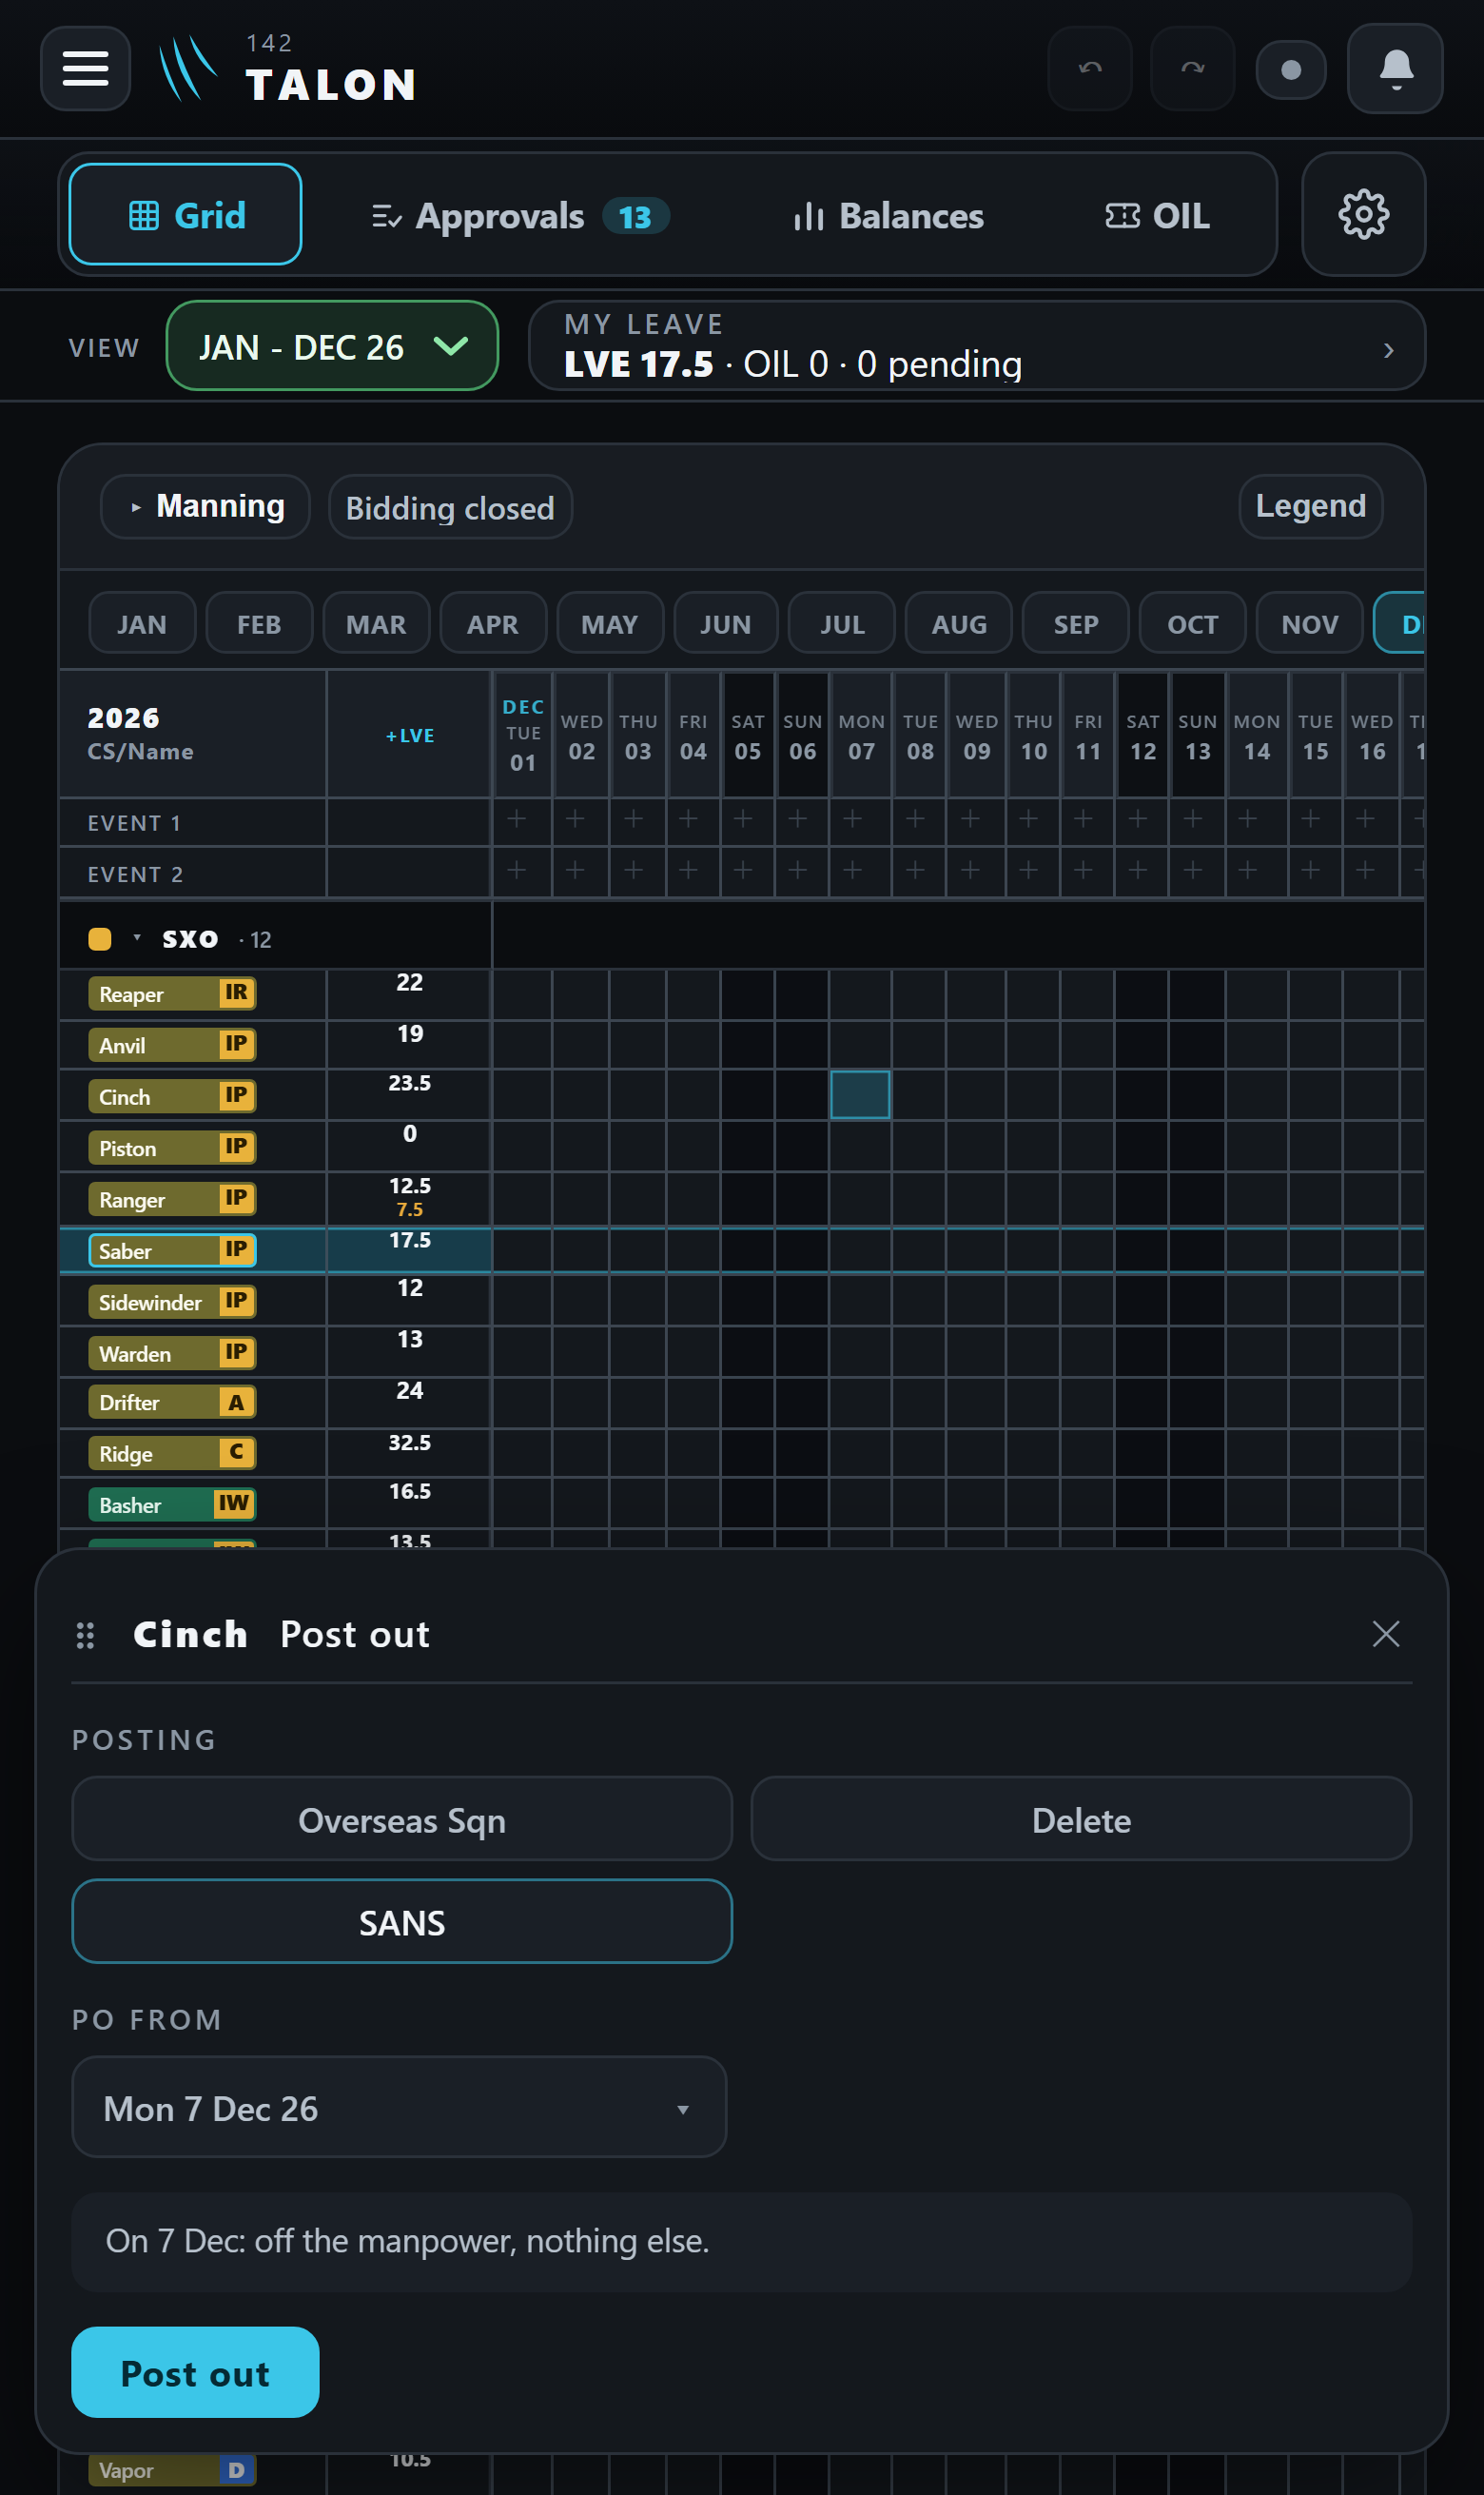 142
TALON
Grid
Approvals 13
Balances
OIL
VIEW
JAN - DEC 26
MY LEAVE
LVE 17.5 · OIL 0 · 0 pending
Manning
Bidding closed
Legend
JAN FEB MAR APR MAY JUN JUL AUG SEP OCT NOV
2026
CS/Name
+LVE
DEC
TUE 01
WED 02
THU 03
FRI 04
SAT 05
SUN 06
MON 07
TUE 08
WED 09
THU 10
FRI 11
SAT 12
SUN 13
MON 14
TUE 15
WED 16
EVENT 1
EVENT 2
SXO · 12
Reaper IR 22
Anvil IP 19
Cinch IP 23.5
Piston IP 0
Ranger IP 12.5
7.5
Saber IP 17.5
Sidewinder IP 12
Warden IP 13
Drifter A 24
Ridge C 32.5
Basher IW 16.5
13.5
Cinch Post out
POSTING
Overseas Sqn
Delete
SANS
PO FROM
Mon 7 Dec 26
On 7 Dec: off the manpower, nothing else.
Post out
Vapor D 10.5